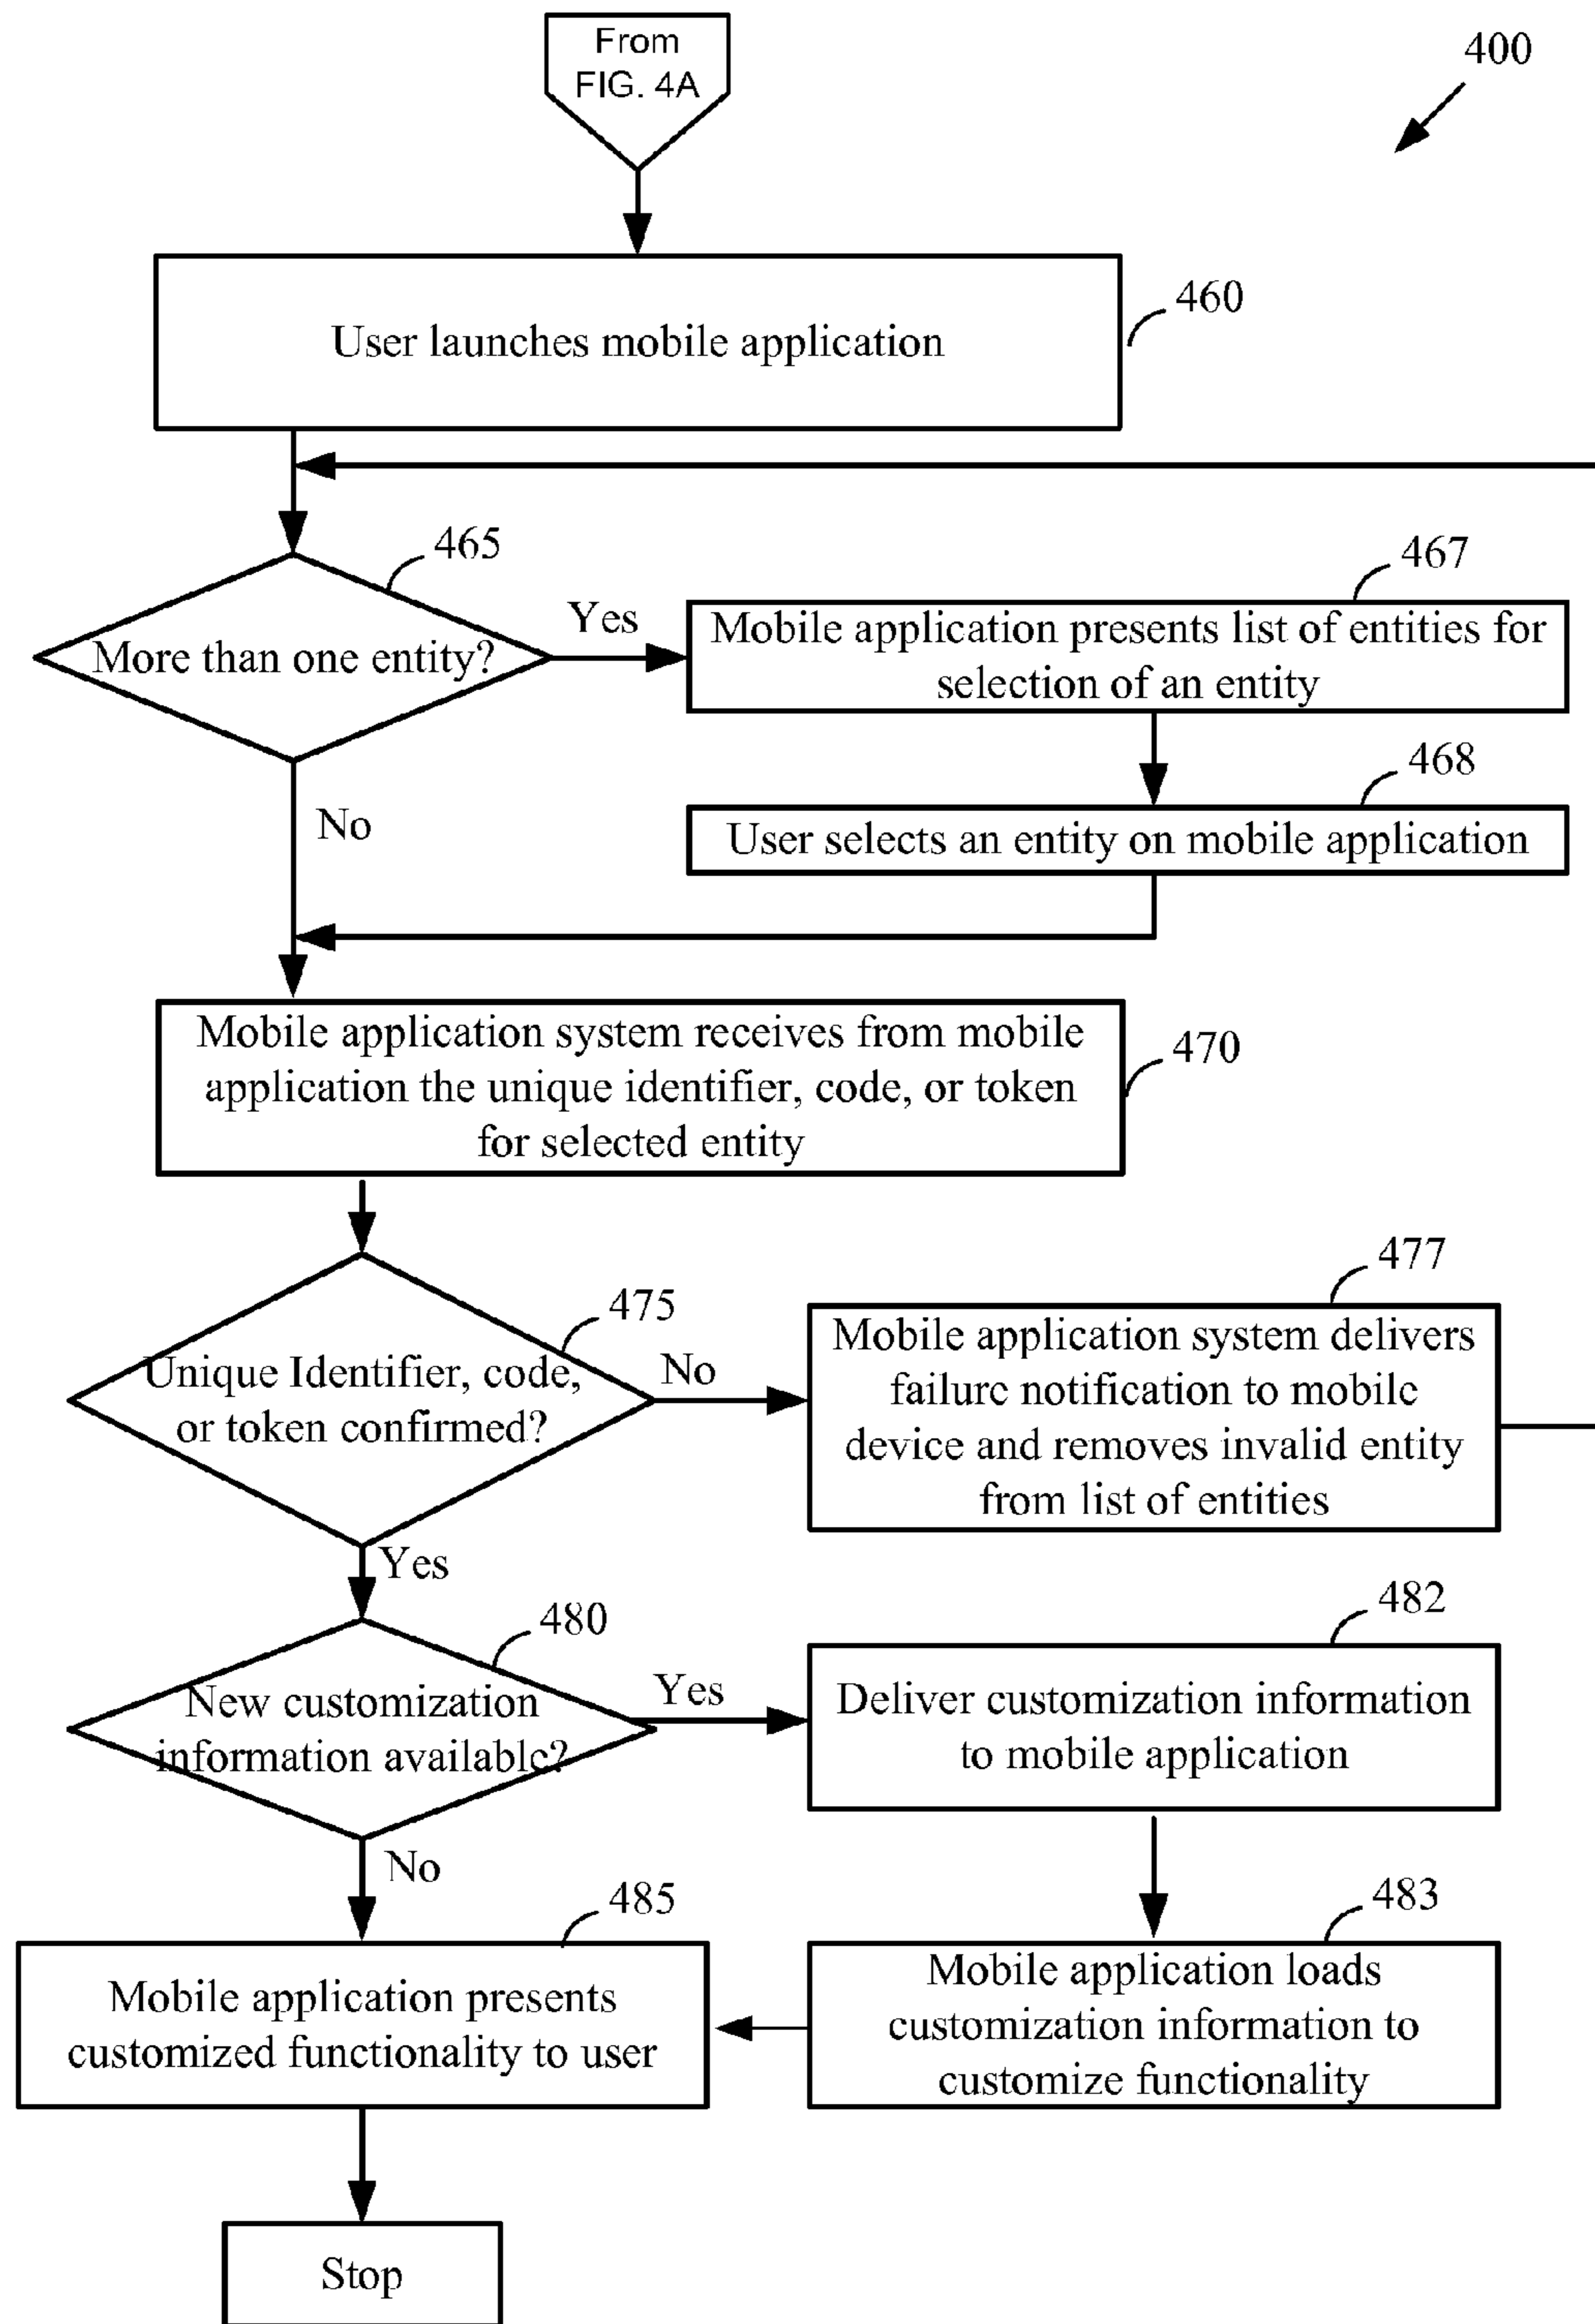 From
FIG. 4A
400
User launches mobile application
460
465
More than one entity?
Yes
467
Mobile application presents list of entities for
selection of an entity
468
User selects an entity on mobile application
No
Mobile application system receives from mobile
application the unique identifier, code, or token
for selected entity
470
475
Unique Identifier, code,
or token confirmed?
No
477
Mobile application system delivers
failure notification to mobile
device and removes invalid entity
from list of entities
Yes
480
New customization
information available?
Yes
482
Deliver customization information
to mobile application
No
483
Mobile application loads
customization information to
customize functionality
485
Mobile application presents
customized functionality to user
Stop